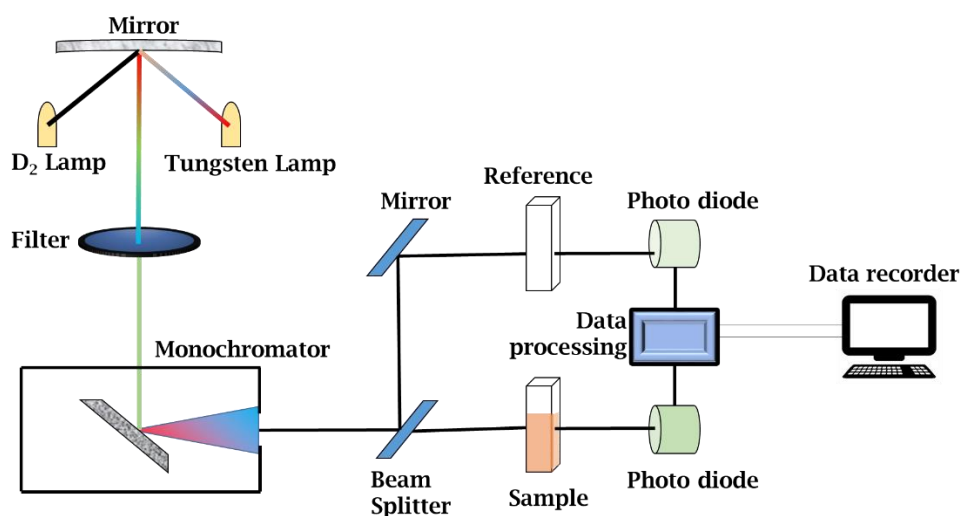 Mirror
D₂ Lamp
Tungsten Lamp
Filter
Monochromator
Mirror
Reference
Photo diode
Data recorder
Data
processing
Beam
Splitter
Sample
Photo diode